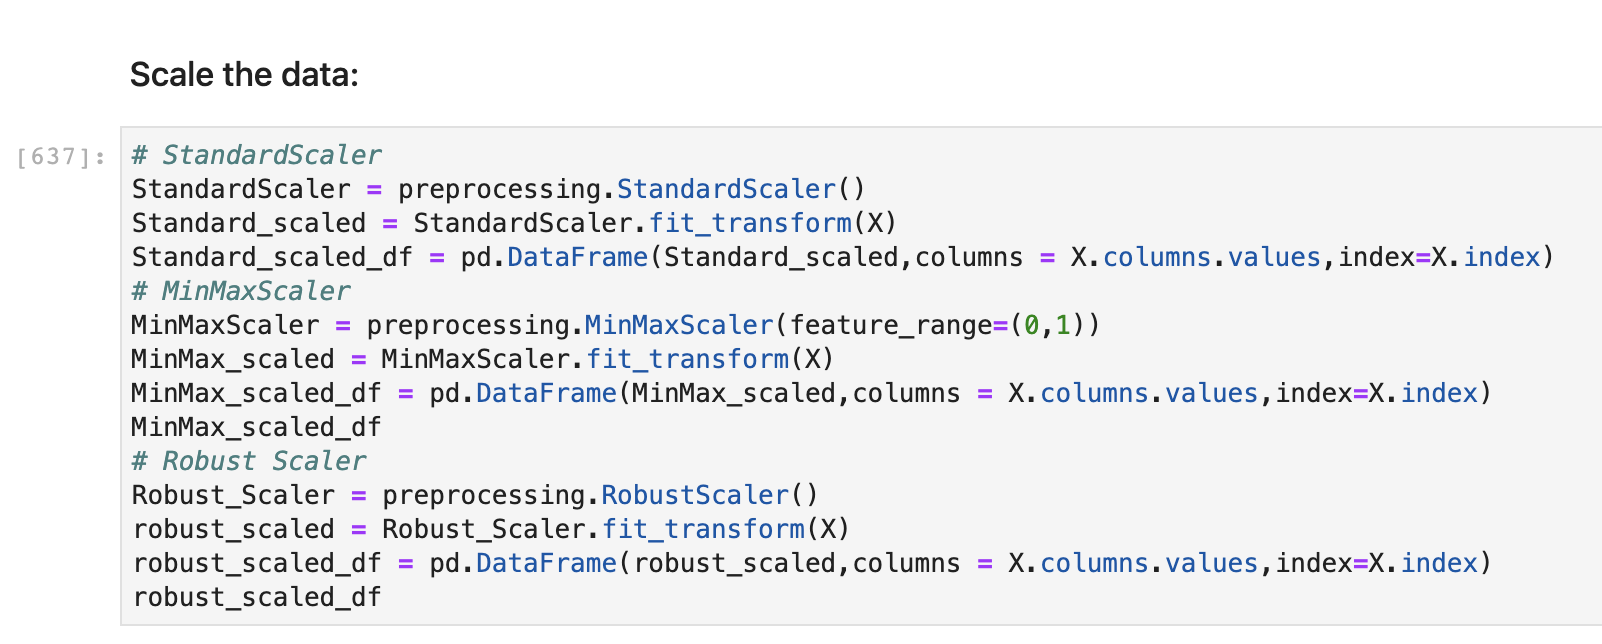 Scale the data:
[637]:
# StandardScaler
StandardScaler = preprocessing.StandardScaler()
Standard_scaled = StandardScaler.fit_transform(X)
Standard_scaled_df = pd.DataFrame(Standard_scaled,columns = X.columns.values,index=X.index)
# MinMaxScaler
MinMaxScaler = preprocessing.MinMaxScaler(feature_range=(0,1))
MinMax_scaled = MinMaxScaler.fit_transform(X)
MinMax_scaled_df = pd.DataFrame(MinMax_scaled,columns = X.columns.values,index=X.index)
MinMax_scaled_df
# Robust Scaler
Robust_Scaler = preprocessing.RobustScaler()
robust_scaled = Robust_Scaler.fit_transform(X)
robust_scaled_df = pd.DataFrame(robust_scaled,columns = X.columns.values,index=X.index)
robust_scaled_df